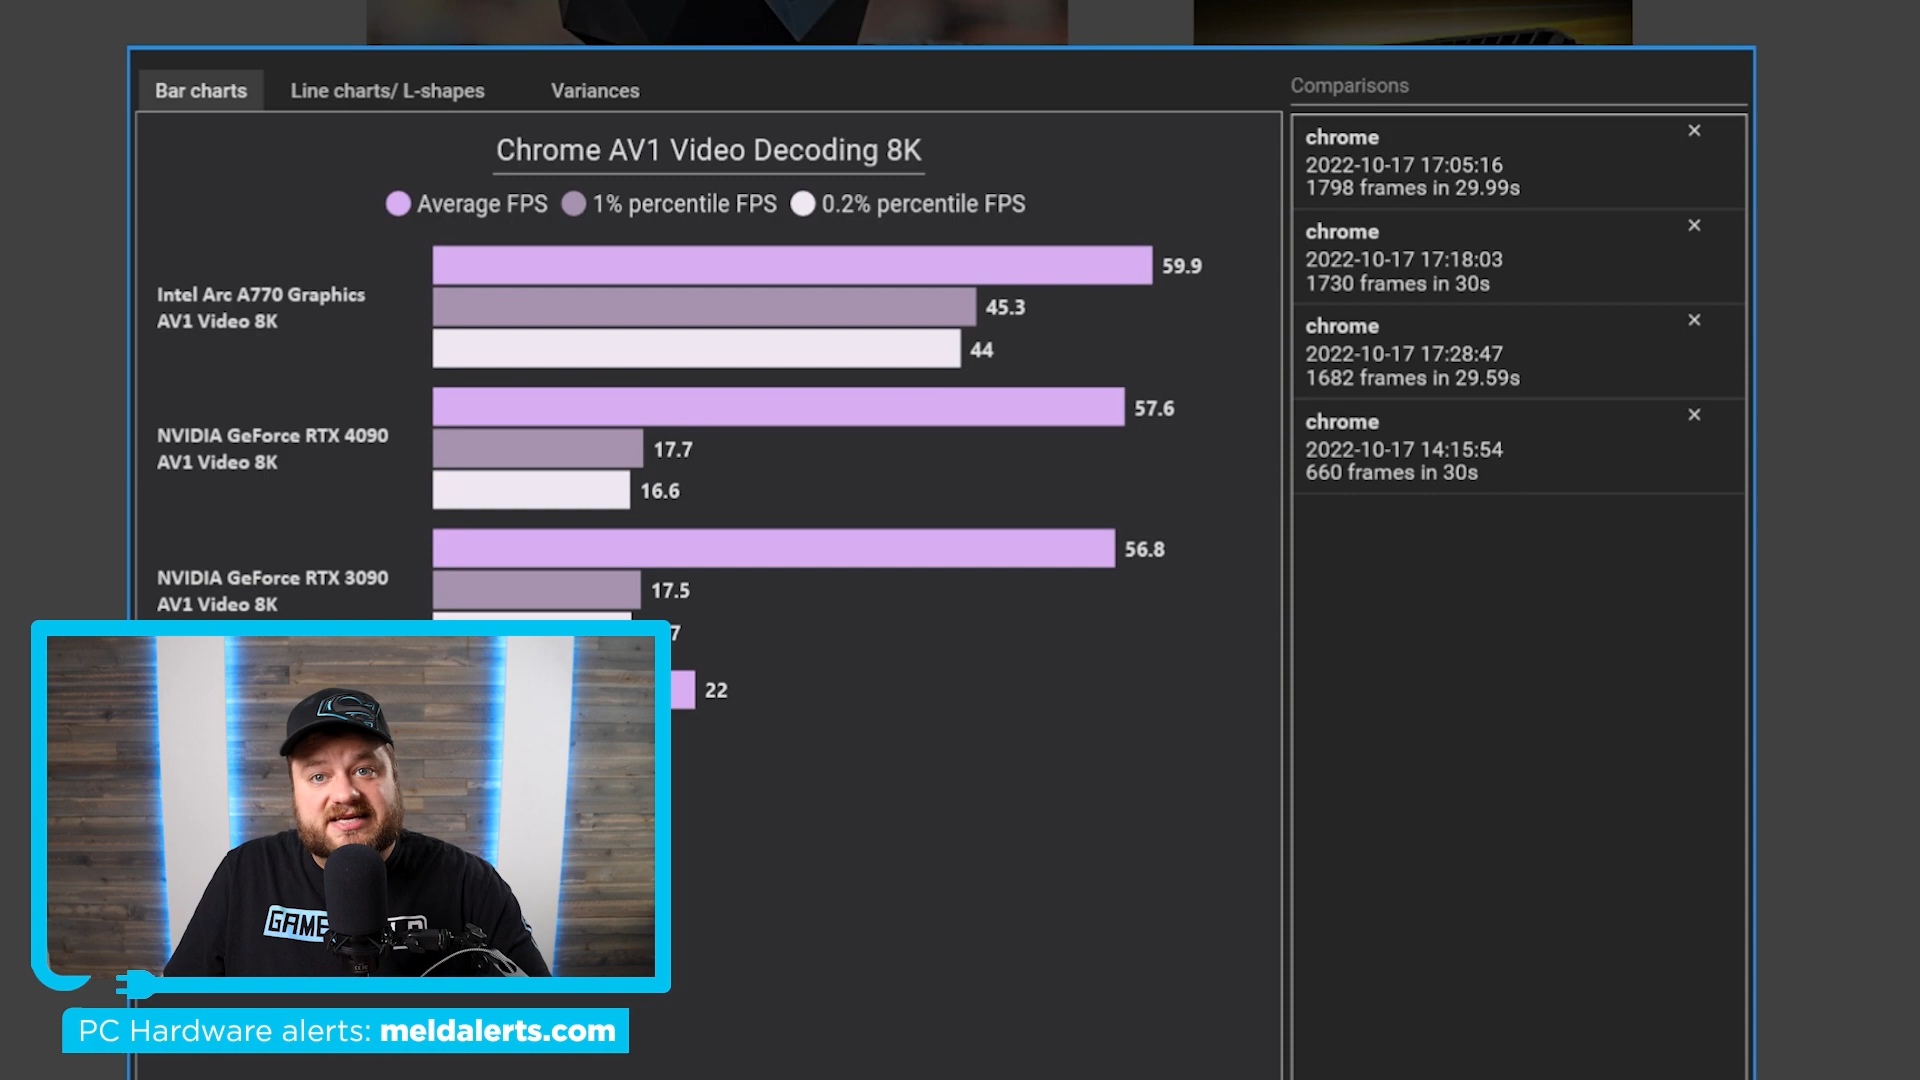 Bar charts
Line charts/ L-shapes
Variances
Comparisons
Chrome AV1 Video Decoding 8K
Average FPS
1% percentile FPS
0.2% percentile FPS
Intel Arc A770 Graphics
AV1 Video 8K
59.9
45.3
44
NVIDIA GeForce RTX 4090
AV1 Video 8K
57.6
17.7
16.6
NVIDIA GeForce RTX 3090
AV1 Video 8K
56.8
17.5
7
22
chrome
2022-10-17 17:05:16
1798 frames in 29.99s
chrome
2022-10-17 17:18:03
1730 frames in 30s
chrome
2022-10-17 17:28:47
1682 frames in 29.59s
chrome
2022-10-17 14:15:54
660 frames in 30s
GAME
PC Hardware alerts: meldalerts.com